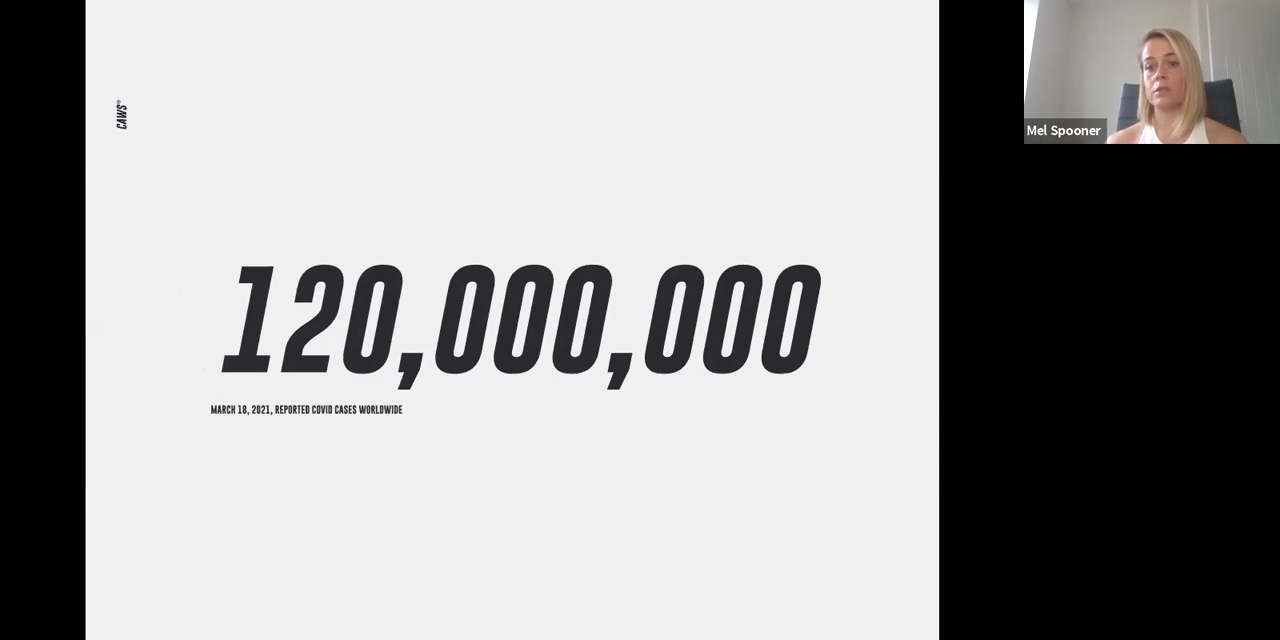 CAWS®
120,000,000
MARCH 18, 2021, REPORTED COVID CASES WORLDWIDE
Mel Spooner